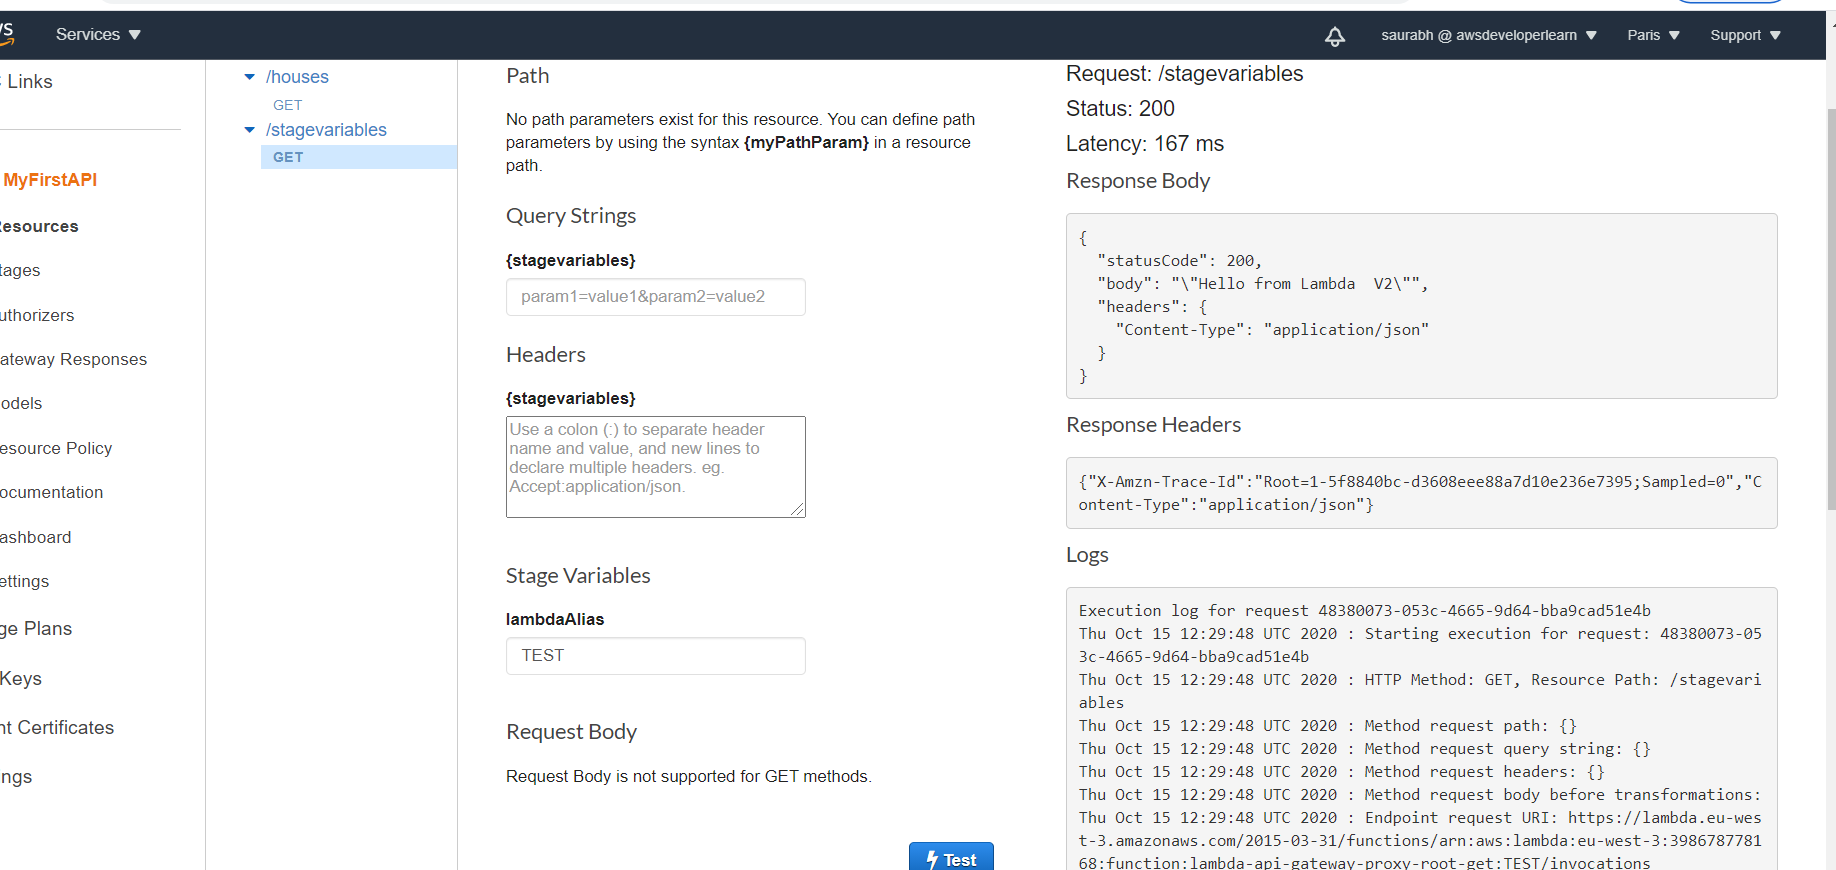 Services ▼
saurabh @ awsdeveloperlearn ▼
Paris ▼
Support ▼
Links
MyFirstAPI
esources
tages
uthorizers
ateway Responses
odels
esource Policy
ocumentation
ashboard
ettings
ge Plans
Keys
nt Certificates
ngs
/houses
GET
/stagevariables
GET
Path
No path parameters exist for this resource. You can define path
parameters by using the syntax {myPathParam} in a resource
path.
Query Strings
{stagevariables}
param1=value1&param2=value2
Headers
{stagevariables}
Use a colon (:) to separate header
name and value, and new lines to
declare multiple headers. eg.
Accept:application/json.
Stage Variables
lambdaAlias
TEST
Request Body
Request Body is not supported for GET methods.
Test
Request: /stagevariables
Status: 200
Latency: 167 ms
Response Body
{
"statusCode": 200,
"body": "\"Hello from Lambda  V2\"",
"headers": {
"Content-Type": "application/json"
}
}
Response Headers
{"X-Amzn-Trace-Id":"Root=1-5f8840bc-d3608eee88a7d10e236e7395;Sampled=0","C
ontent-Type":"application/json"}
Logs
Execution log for request 48380073-053c-4665-9d64-bba9cad51e4b
Thu Oct 15 12:29:48 UTC 2020 : Starting execution for request: 48380073-05
3c-4665-9d64-bba9cad51e4b
Thu Oct 15 12:29:48 UTC 2020 : HTTP Method: GET, Resource Path: /stagevari
ables
Thu Oct 15 12:29:48 UTC 2020 : Method request path: {}
Thu Oct 15 12:29:48 UTC 2020 : Method request query string: {}
Thu Oct 15 12:29:48 UTC 2020 : Method request headers: {}
Thu Oct 15 12:29:48 UTC 2020 : Method request body before transformations:
Thu Oct 15 12:29:48 UTC 2020 : Endpoint request URI: https://lambda.eu-wes
t-3.amazonaws.com/2015-03-31/functions/arn:aws:lambda:eu-west-3:3986787781
68:function:lambda-api-gateway-proxy-root-get:TEST/invocations